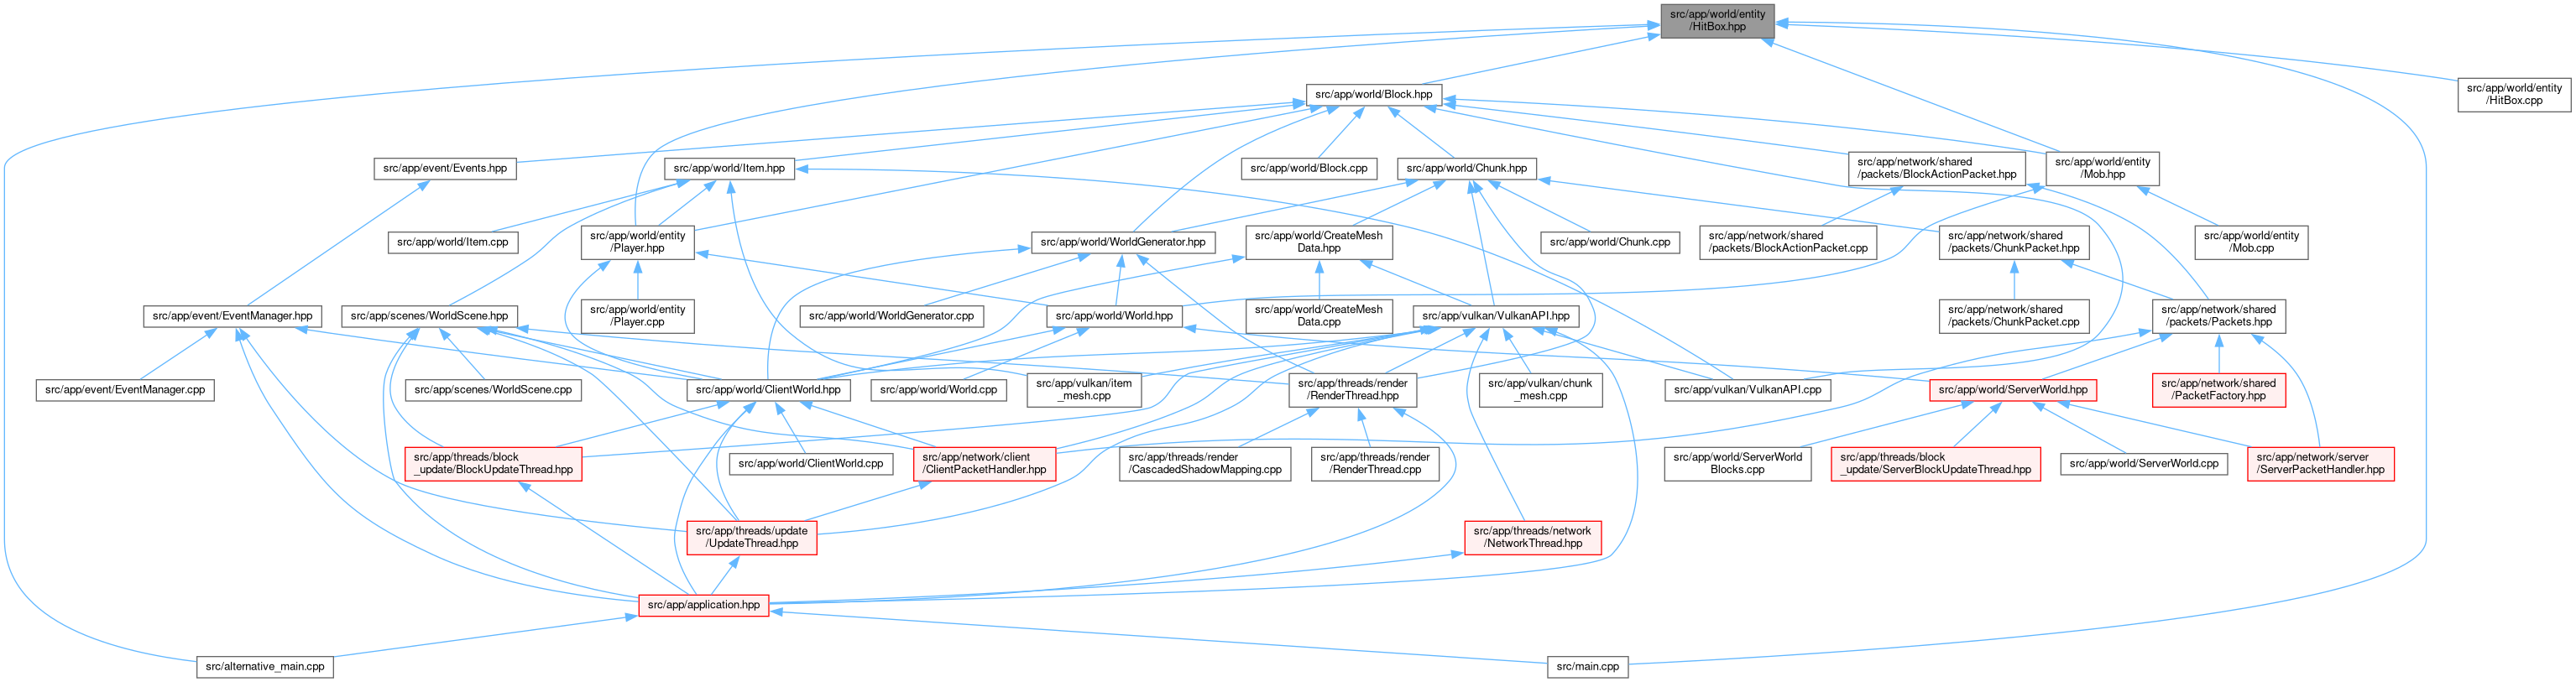 src/app/world/entity
/HitBox.hpp
src/app/world/Block.hpp
src/app/world/entity
/HitBox.cpp
src/app/event/Events.hpp
src/app/world/Item.hpp
src/app/world/Block.cpp
src/app/world/Chunk.hpp
src/app/network/shared
/packets/BlockActionPacket.hpp
src/app/world/entity
/Mob.hpp
src/app/world/Item.cpp
src/app/world/entity
/Player.hpp
src/app/world/WorldGenerator.hpp
src/app/world/CreateMesh
Data.hpp
src/app/world/Chunk.cpp
src/app/network/shared
/packets/BlockActionPacket.cpp
src/app/network/shared
/packets/ChunkPacket.hpp
src/app/world/entity
/Mob.cpp
src/app/event/EventManager.hpp
src/app/scenes/WorldScene.hpp
src/app/world/entity
/Player.cpp
src/app/world/WorldGenerator.cpp
src/app/world/World.hpp
src/app/world/CreateMesh
Data.cpp
src/app/vulkan/VulkanAPI.hpp
src/app/network/shared
/packets/ChunkPacket.cpp
src/app/network/shared
/packets/Packets.hpp
src/app/event/EventManager.cpp
src/app/scenes/WorldScene.cpp
src/app/world/ClientWorld.hpp
src/app/world/World.cpp
src/app/vulkan/item
_mesh.cpp
src/app/threads/render
/RenderThread.hpp
src/app/vulkan/chunk
_mesh.cpp
src/app/vulkan/VulkanAPI.cpp
src/app/world/ServerWorld.hpp
src/app/network/shared
/PacketFactory.hpp
src/app/threads/block
_update/BlockUpdateThread.hpp
src/app/world/ClientWorld.cpp
src/app/network/client
/ClientPacketHandler.hpp
src/app/threads/render
/CascadedShadowMapping.cpp
src/app/threads/render
/RenderThread.cpp
src/app/world/ServerWorld
Blocks.cpp
src/app/threads/block
_update/ServerBlockUpdateThread.hpp
src/app/world/ServerWorld.cpp
src/app/network/server
/ServerPacketHandler.hpp
src/app/threads/update
/UpdateThread.hpp
src/app/threads/network
/NetworkThread.hpp
src/app/application.hpp
src/alternative_main.cpp
src/main.cpp